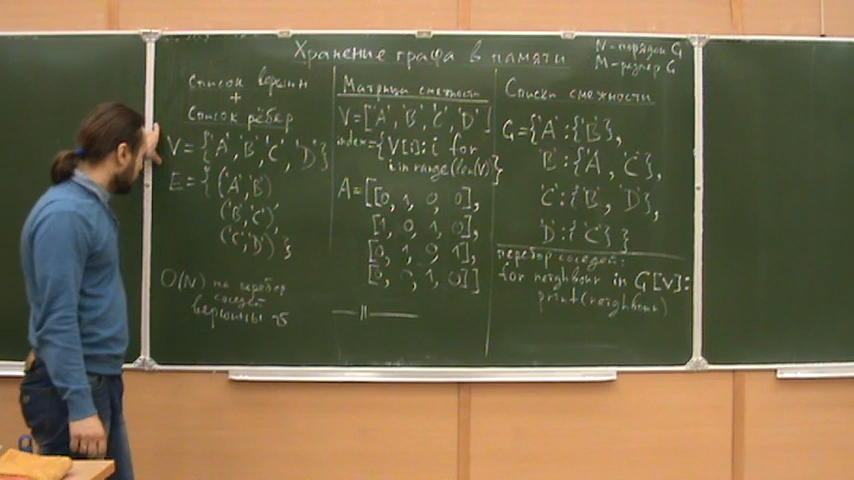 Хранение графа в памяти
N - порядок G
M - размер G
Список вершин
+
Список рёбер
V = {'A', 'B', 'C', 'D'}
E = { ('A', 'B')
('B', 'C'),
('C', 'D') }
O(N) на перебор
соседей
вершины
Матрица смежности
V = ['A', 'B', 'C', 'D']
index = { V[i]: i for
i in range(len(V)) }
A = [[0, 1, 0, 0],
[1, 0, 1, 0],
[0, 1, 0, 1],
[0, 0, 1, 0]]
— || —
Списки смежности
G = {'A': {'B'},
'B': {'A', 'C'},
'C': {'B', 'D'},
'D': {'C'} }
перебор соседей:
for neighbour in G[V]:
print(neighbour)